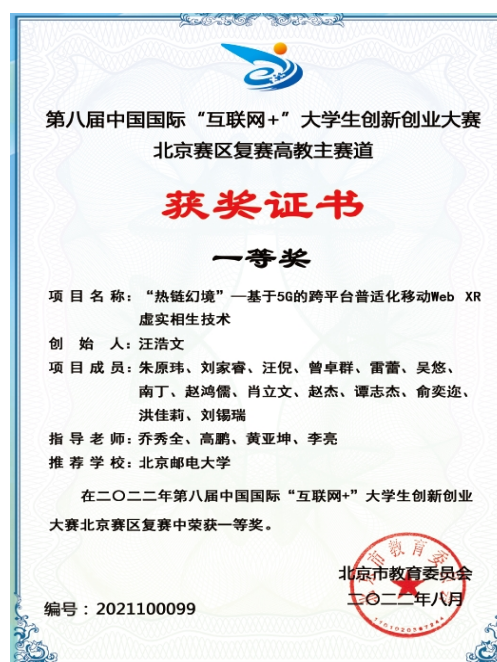 第八届中国国际“互联网+”大学生创新创业大赛
北京赛区复赛高教主赛道
获奖证书
一等奖
项目名称：“热链幻境”—基于5G的跨平台普适化移动Web XR
虚实相生技术
创始人：汪浩文
项目成员：朱原玮、刘家睿、汪倪、曾卓群、雷蕾、吴悠、
南丁、赵鸿儒、肖立文、赵杰、谭志杰、俞奕迩、
洪佳莉、刘锡瑞
指导老师：乔秀全、高鹏、黄亚坤、李亮
推荐学校：北京邮电大学
在二〇二二年第八届中国国际“互联网+”大学生创新创业
大赛北京赛区复赛中荣获一等奖。
北京市教育委员会
二〇二二年八月
编号：2021100099